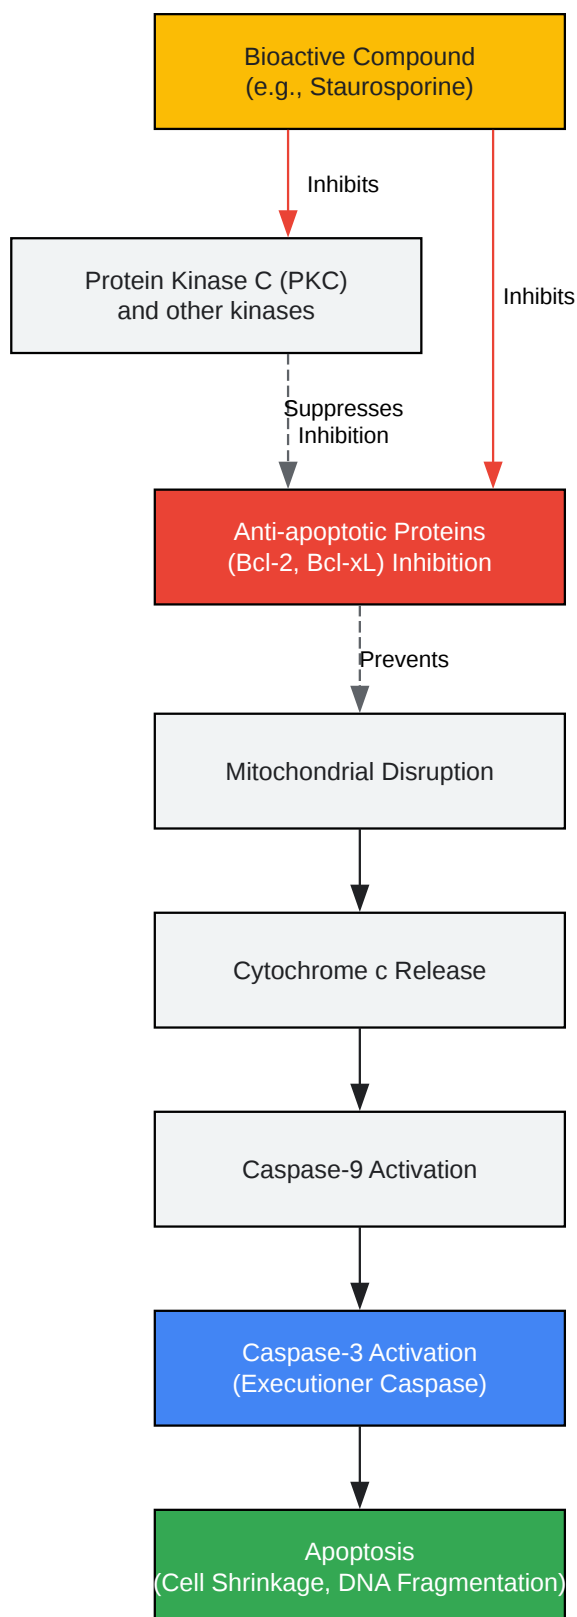 Bioactive Compound
(e.g., Staurosporine)
Inhibits
Protein Kinase C (PKC)
and other kinases
Inhibits
Suppresses
Inhibition
Anti-apoptotic Proteins
(Bcl-2, Bcl-xL) Inhibition
Prevents
Mitochondrial Disruption
Cytochrome c Release
Caspase-9 Activation
Caspase-3 Activation
(Executioner Caspase)
Apoptosis
(Cell Shrinkage, DNA Fragmentation)